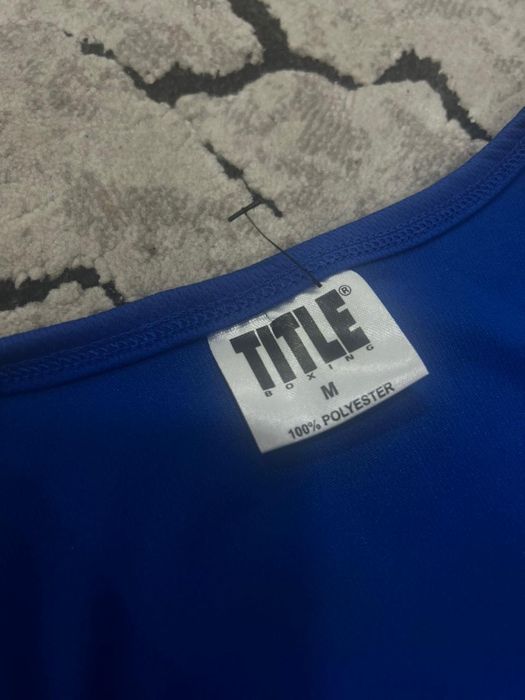 TITLE®
BOXING
M
100% POLYESTER